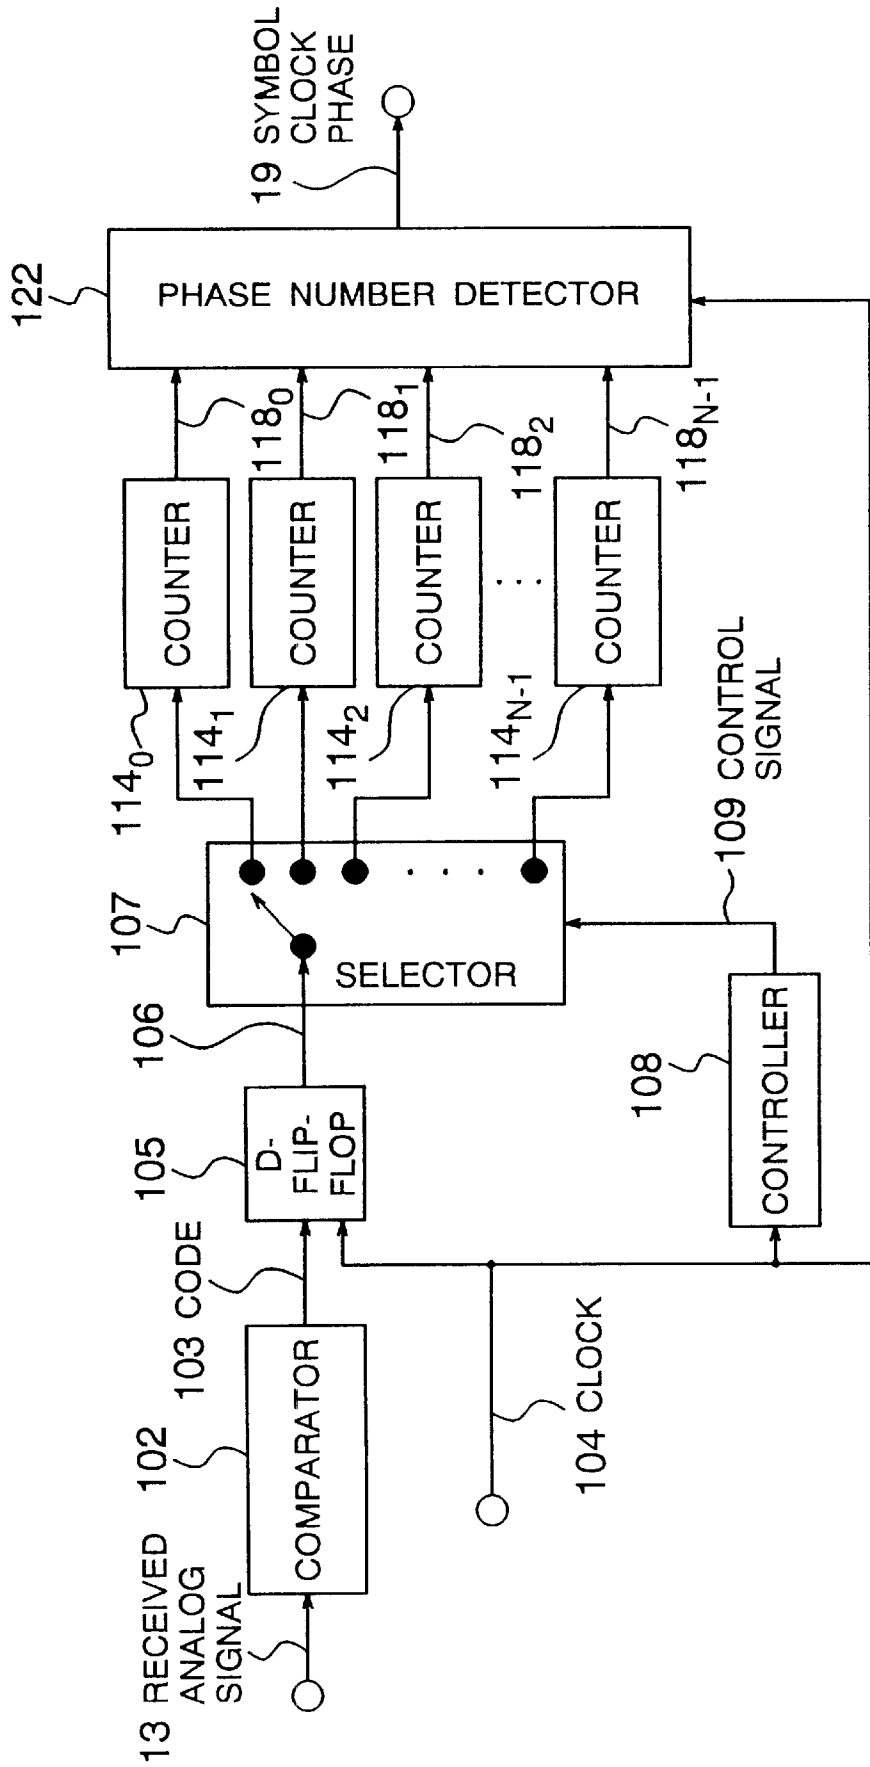 13 RECEIVED
ANALOG
SIGNAL
102
COMPARATOR
103 CODE
104 CLOCK
105
D-
FLIP-
FLOP
106
107
SELECTOR
. . . .
108
CONTROLLER
109 CONTROL
SIGNAL
114₀
COUNTER
118₀
114₁
COUNTER
118₁
114₂
COUNTER
118₂
. . .
114N-1
COUNTER
118N-1
122
PHASE NUMBER DETECTOR
19 SYMBOL
CLOCK
PHASE